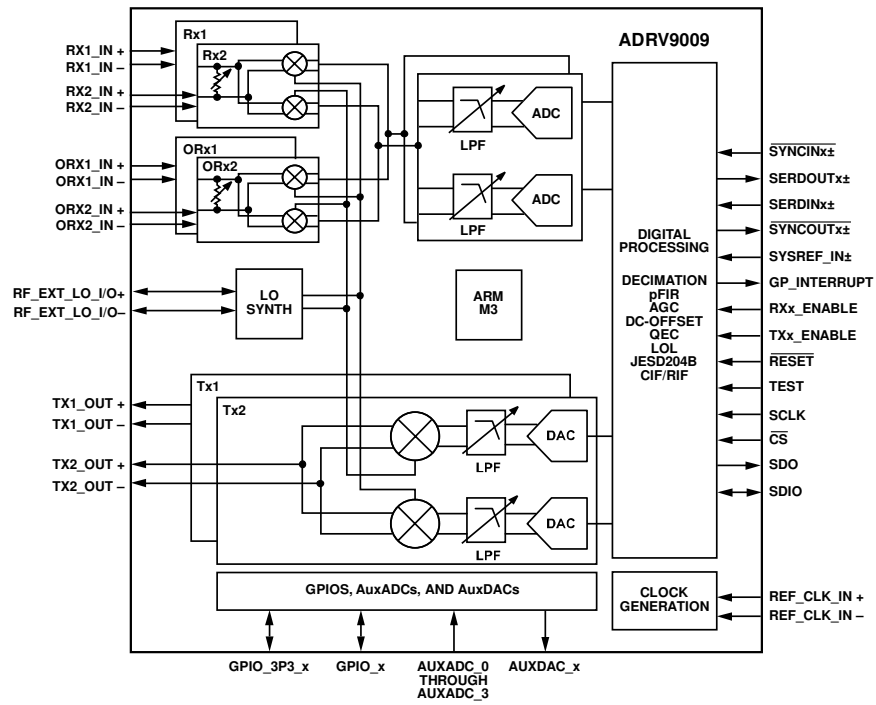 ADRV9009
RX1_IN +
RX1_IN –
RX2_IN +
RX2_IN –
Rx1
Rx2
ORX1_IN +
ORX1_IN –
ORX2_IN +
ORX2_IN –
ORx1
ORx2
LPF
ADC
LPF
ADC
RF_EXT_LO_I/O+
RF_EXT_LO_I/O–
LO
SYNTH
ARM
M3
DIGITAL
PROCESSING
DECIMATION
pFIR
AGC
DC-OFFSET
QEC
LOL
JESD204B
CIF/RIF
SYNCINx±
SERDOUTx±
SERDINx±
SYNCOUTx±
SYSREF_IN±
GP_INTERRUPT
RXx_ENABLE
TXx_ENABLE
RESET
TEST
SCLK
CS
SDO
SDIO
TX1_OUT +
TX1_OUT –
TX2_OUT +
TX2_OUT –
Tx1
Tx2
LPF
DAC
LPF
DAC
GPIOS, AuxADCs, AND AuxDACs
CLOCK
GENERATION
REF_CLK_IN +
REF_CLK_IN –
GPIO_3P3_x
GPIO_x
AUXADC_0
THROUGH
AUXADC_3
AUXDAC_x